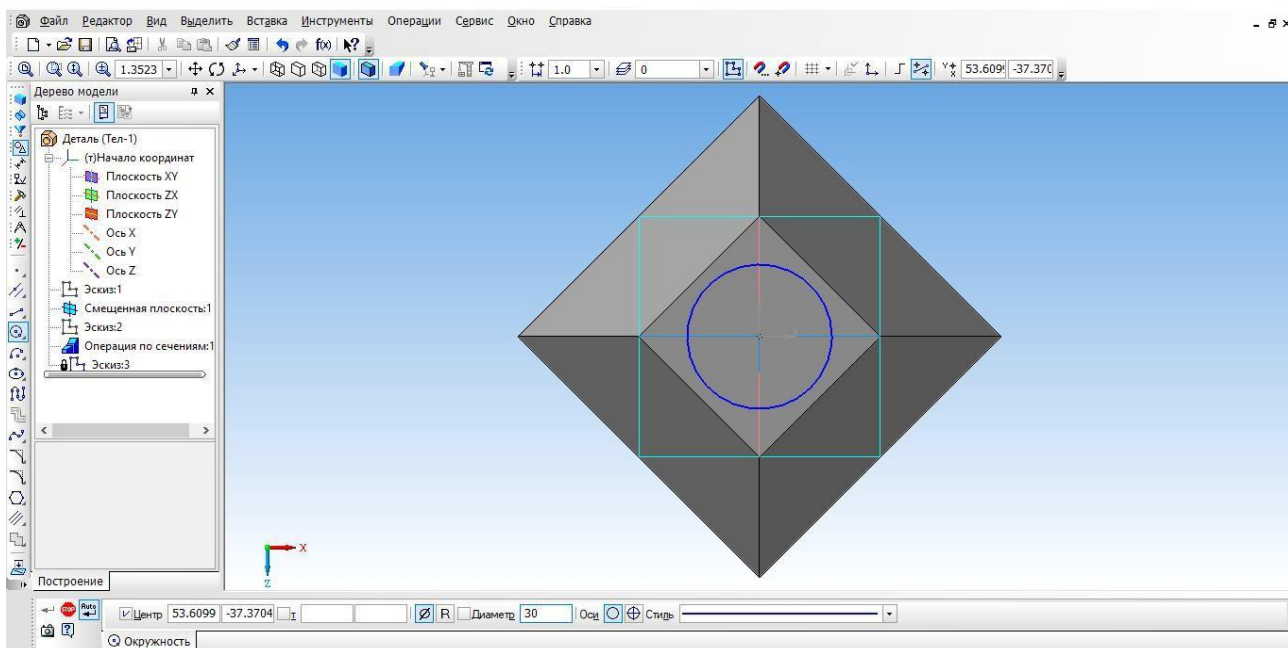 Файл Редактор Вид Выделить Вставка Инструменты Операции Сервис Окно Справка
f(x)
1.3523 1.0 0 53.609 -37.370
Дерево модели
Деталь (Тел-1)
(т)Начало координат
Плоскость XY
Плоскость ZX
Плоскость ZY
Ось X
Ось Y
Ось Z
Эскиз:1
Смещенная плоскость:1
Эскиз:2
Операция по сечениям:1
Эскиз:3
X
Z
Построение
STOP Auto Центр 53.6099 -37.3704 т R Диаметр 30 Оси Стиль
Окружность